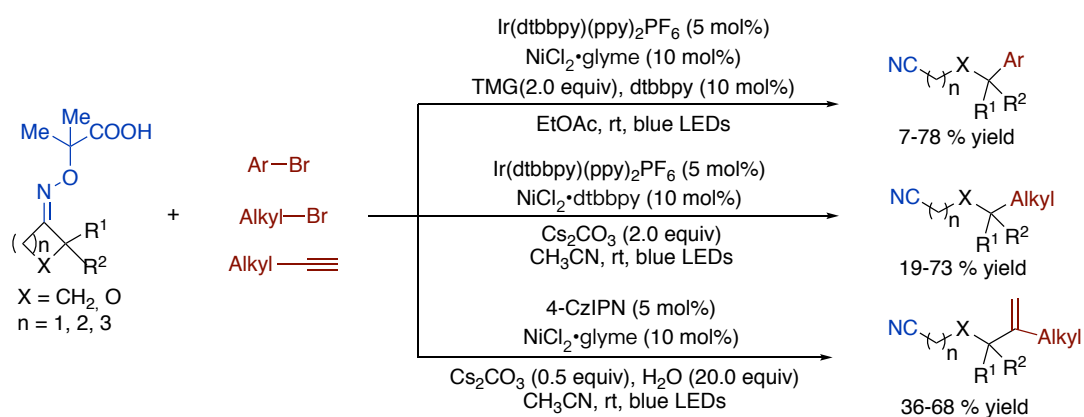 Me
Me
COOH
O
N
( )n
R1
X
R2
X = CH2, O
n = 1, 2, 3
+
Ar—Br
Alkyl—Br
Alkyl
Ir(dtbbpy)(ppy)2PF6 (5 mol%)
NiCl2•glyme (10 mol%)
TMG(2.0 equiv), dtbbpy (10 mol%)
EtOAc, rt, blue LEDs
Ir(dtbbpy)(ppy)2PF6 (5 mol%)
NiCl2•dtbbpy (10 mol%)
Cs2CO3 (2.0 equiv)
CH3CN, rt, blue LEDs
4-CzIPN (5 mol%)
NiCl2•glyme (10 mol%)
Cs2CO3 (0.5 equiv), H2O (20.0 equiv)
CH3CN, rt, blue LEDs
NC ( )n X Ar
R1 R2
7-78 % yield
NC ( )n X Alkyl
R1 R2
19-73 % yield
NC ( )n X Alkyl
R1 R2
36-68 % yield